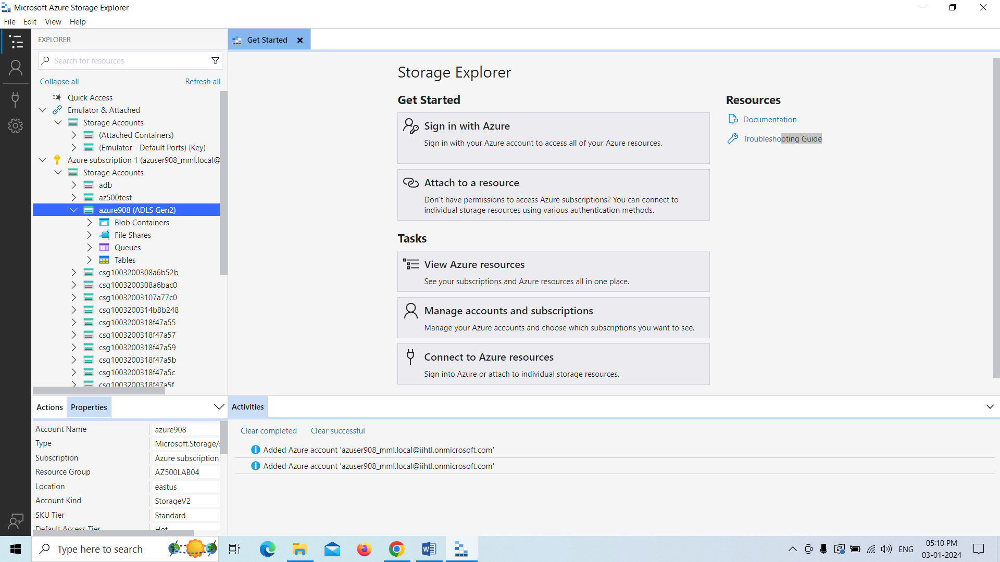 Microsoft Azure Storage Explorer
File Edit View Help
EXPLORER
Search for resources
Collapse all Refresh all
Quick Access
Emulator & Attached
Storage Accounts
(Attached Containers)
(Emulator - Default Ports) (Key)
Azure subscription 1 (azuser908_mml.local@
Storage Accounts
adb
az500test
azure908 (ADLS Gen2)
Blob Containers
File Shares
Queues
Tables
csg1003200308a6b52b
csg1003200308a6bac0
csg10032003107a77c0
csg1003200314b8b248
csg1003200318f47a55
csg1003200318f47a57
csg1003200318f47a59
csg1003200318f47a5b
csg1003200318f47a5c
csg1003200318f47a5f
Get Started
Storage Explorer
Get Started
Sign in with Azure
Sign in with your Azure account to access all of your Azure resources.
Attach to a resource
Don't have permissions to access Azure subscriptions? You can connect to
individual storage resources using various authentication methods.
Tasks
View Azure resources
See your subscriptions and Azure resources all in one place.
Manage accounts and subscriptions
Manage your Azure accounts and choose which subscriptions you want to see.
Connect to Azure resources
Sign into Azure or attach to individual storage resources.
Resources
Documentation
Troubleshooting Guide
Actions Properties
Account Name azure908
Type Microsoft.Storage/
Subscription Azure subscription
Resource Group AZ500LAB04
Location eastus
Account Kind StorageV2
SKU Tier Standard
Default Access Tier Hot
Activities
Clear completed Clear successful
Added Azure account 'azuser908_mml.local@iihtl.onmicrosoft.com'
Added Azure account 'azuser908_mml.local@iihtl.onmicrosoft.com'
Type here to search
ENG
05:10 PM
03-01-2024